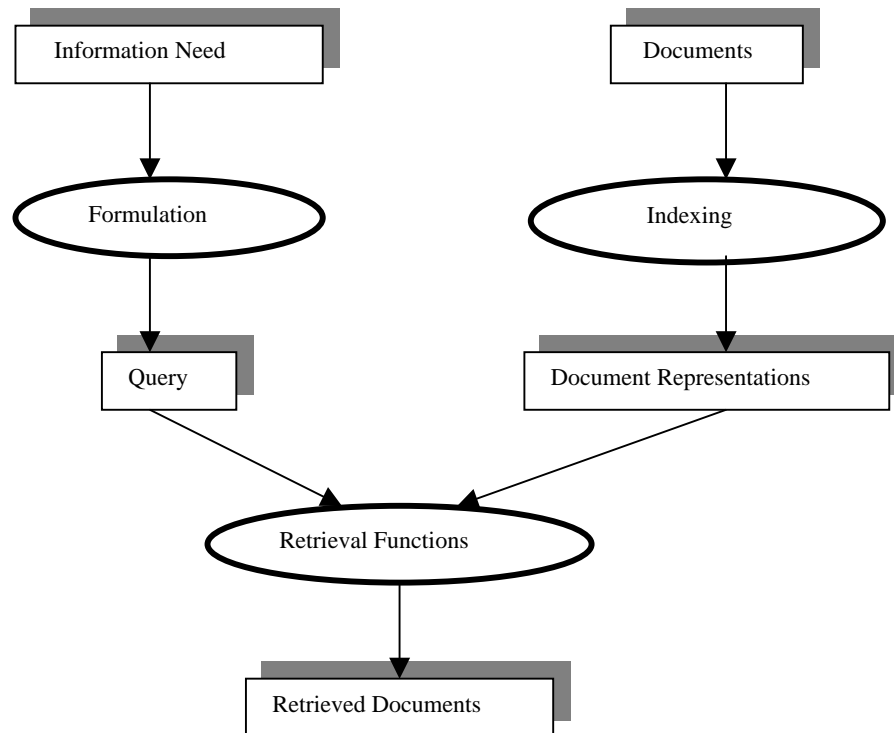 Information Need
Documents
Formulation
Indexing
Query
Document Representations
Retrieval Functions
Retrieved Documents